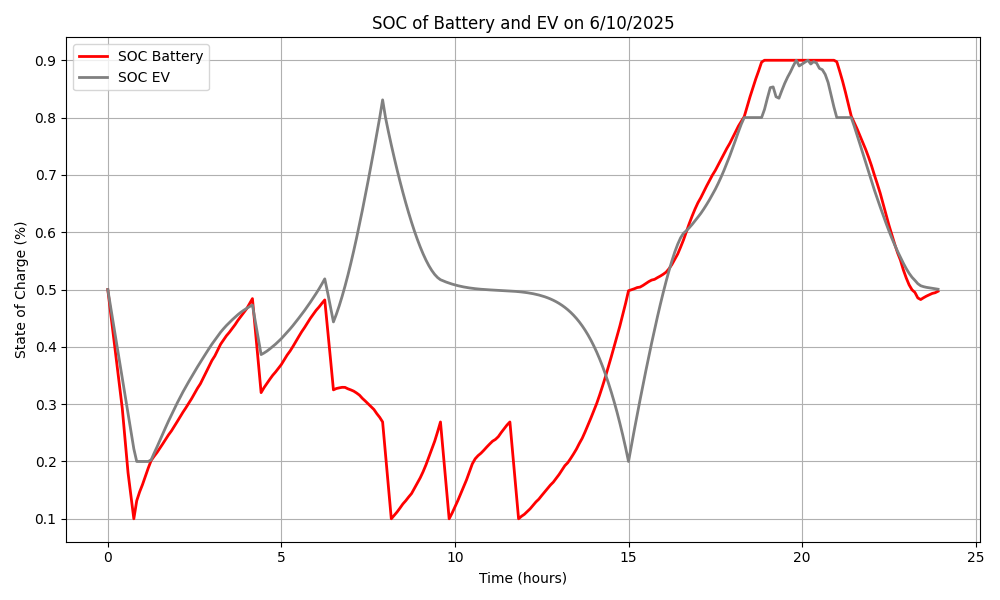 SOC of Battery and EV on 6/10/2025
SOC Battery
SOC EV
State of Charge (%)
0.9
0.8
0.7
0.6
0.5
0.4
0.3
0.2
0.1
0 5 10 15 20 25
Time (hours)